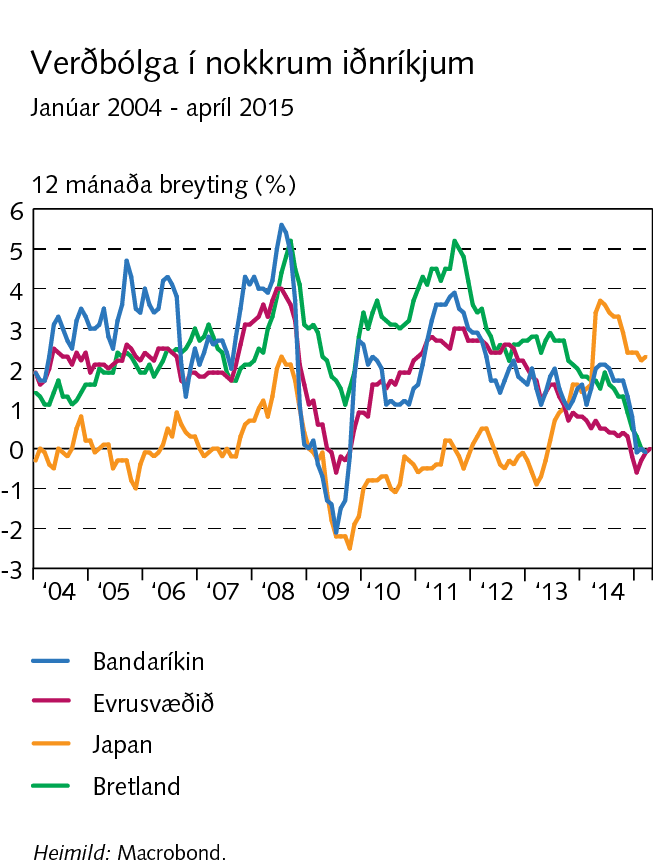 Verðbólga í nokkrum iðnríkjum
Janúar 2004 - apríl 2015
12 mánaða breyting (%)
6
5
4
3
2
1
0
-1
-2
-3
‘04 ‘05 ‘06 ‘07 ‘08 ‘09 ‘10 ‘11 ‘12 ‘13 ‘14
Bandaríkin
Evrusvæðið
Japan
Bretland
Heimild: Macrobond.